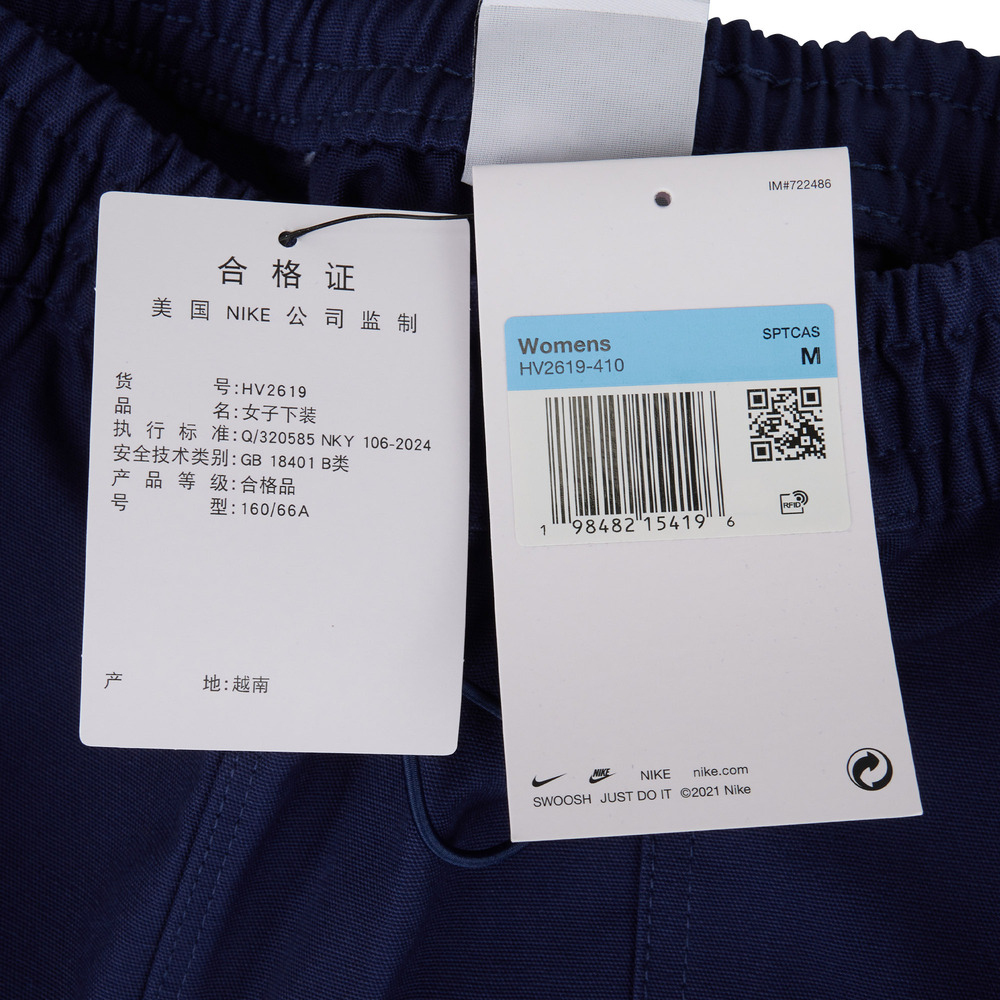 合格证
美国 NIKE 公司监制
货号:HV2619
品名:女子下装
执行标准:Q/320585 NKY 106-2024
安全技术类别:GB 18401 B类
产品等级:合格品
号型:160/66A
产地:越南
IM#722486
Womens
SPTCAS
HV2619-410
M
1 98482 15419 6
RFID
NIKE NIKE nike.com
SWOOSH JUST DO IT ©2021 Nike